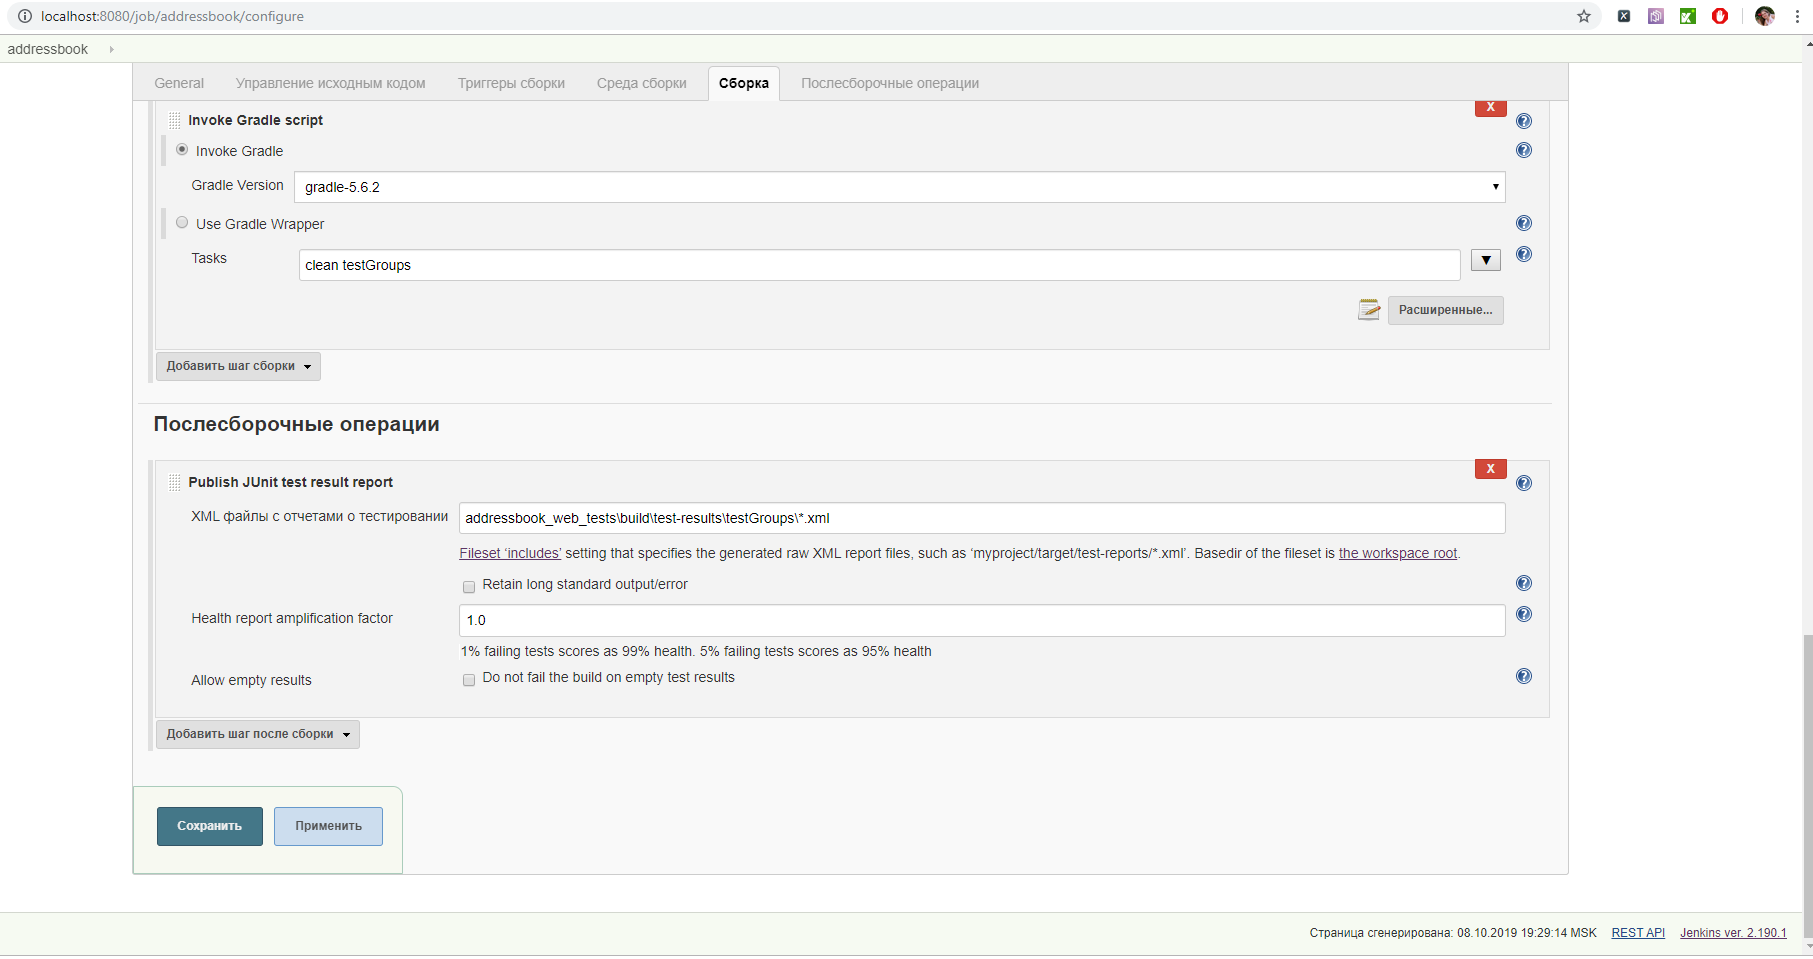 localhost:8080/job/addressbook/configure
addressbook
General Управление исходным кодом Триггеры сборки Среда сборки Сборка Послесборочные операции
Invoke Gradle script X
Invoke Gradle
Gradle Version gradle-5.6.2
Use Gradle Wrapper
Tasks clean testGroups
Расширенные...
Добавить шаг сборки
Послесборочные операции
Publish JUnit test result report X
XML файлы с отчетами о тестировании addressbook_web_tests\build\test-results\testGroups\*.xml
Fileset ‘includes’ setting that specifies the generated raw XML report files, such as ‘myproject/target/test-reports/*.xml’. Basedir of the fileset is the workspace root.
Retain long standard output/error
Health report amplification factor 1.0
1% failing tests scores as 99% health. 5% failing tests scores as 95% health
Allow empty results Do not fail the build on empty test results
Добавить шаг после сборки
Сохранить Применить
Страница сгенерирована: 08.10.2019 19:29:14 MSK REST API Jenkins ver. 2.190.1